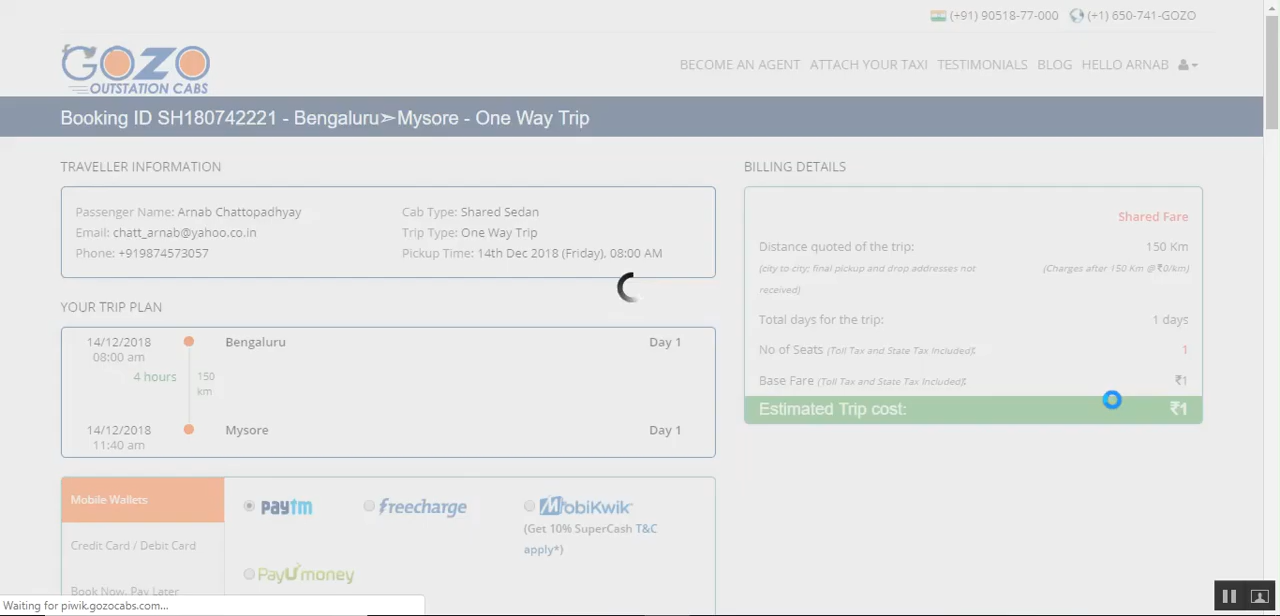 (+91) 90518-77-000 (+1) 650-741-GOZO
GOZO
OUTSTATION CABS
BECOME AN AGENT ATTACH YOUR TAXI TESTIMONIALS BLOG HELLO ARNAB
Booking ID SH180742221 - Bengaluru➣Mysore - One Way Trip
TRAVELLER INFORMATION
Passenger Name: Arnab Chattopadhyay
Cab Type: Shared Sedan
Email: chatt_arnab@yahoo.co.in
Trip Type: One Way Trip
Phone: +919874573057
Pickup Time: 14th Dec 2018 (Friday), 08:00 AM
YOUR TRIP PLAN
14/12/2018 Bengaluru Day 1
08:00 am
4 hours 150
km
14/12/2018 Mysore Day 1
11:40 am
BILLING DETAILS
Shared Fare
Distance quoted of the trip: 150 Km
(city to city; final pickup and drop addresses not (Charges after 150 Km @ ₹0/km)
received)
Total days for the trip: 1 days
No of Seats (Toll Tax and State Tax Included): 1
Base Fare (Toll Tax and State Tax Included): ₹1
Estimated Trip cost: ₹1
Mobile Wallets
Credit Card / Debit Card
Book Now, Pay Later
paytm freecharge MobiKwik
(Get 10% SuperCash T&C
apply*)
PayUmoney
Waiting for piwik.gozocabs.com...